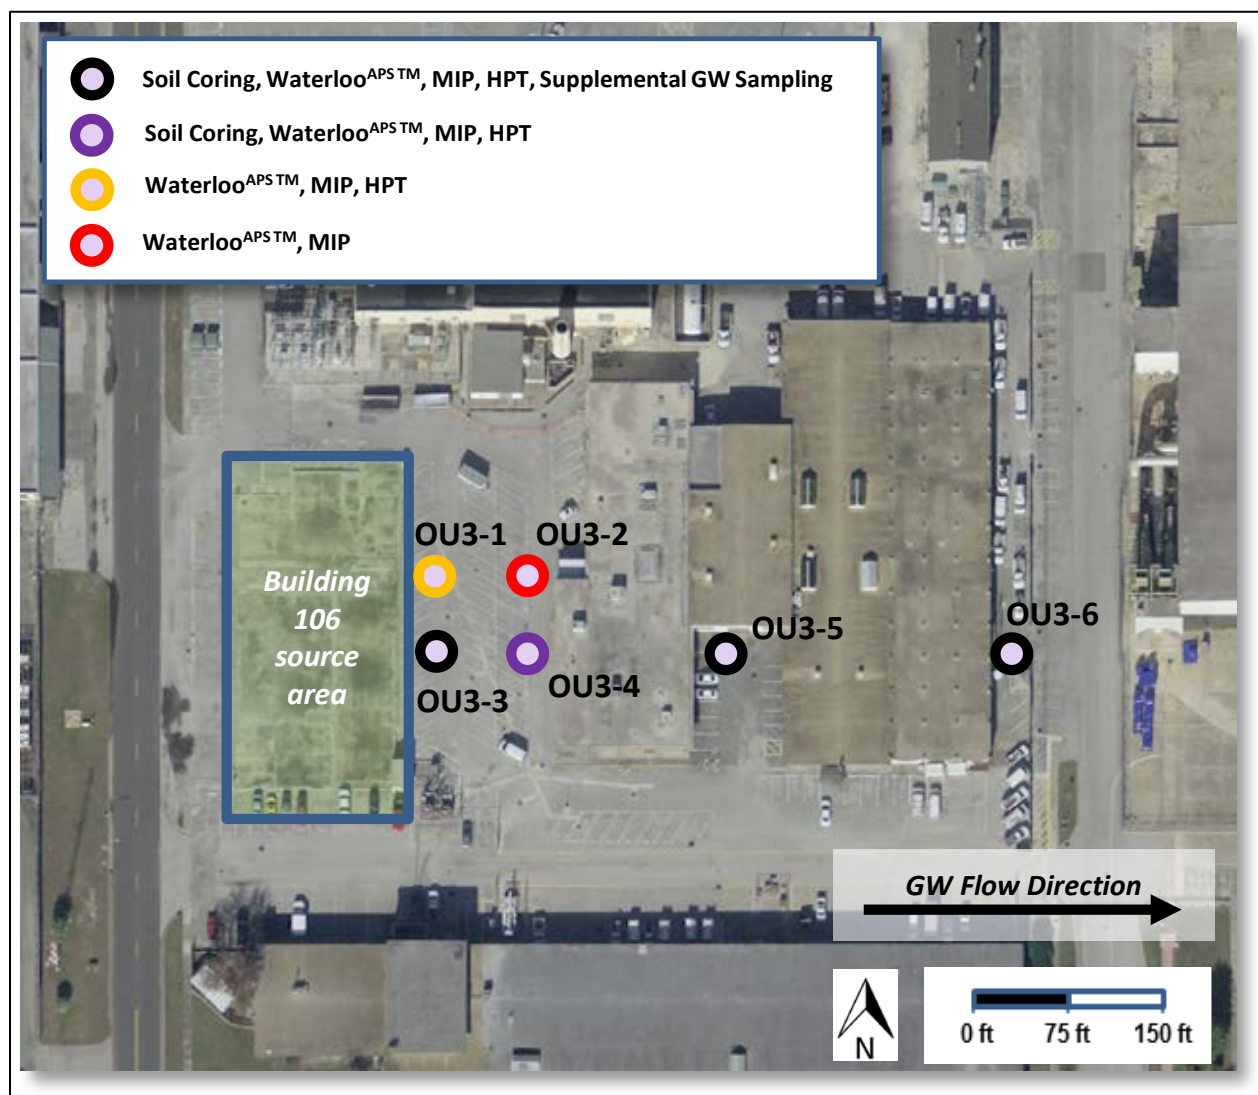 Soil Coring, Waterloo^APS TM, MIP, HPT, Supplemental GW Sampling
Soil Coring, Waterloo^APS TM, MIP, HPT
Waterloo^APS TM, MIP, HPT
Waterloo^APS TM, MIP
OU3-1
OU3-2
Building
106
source
area
OU3-5
OU3-6
OU3-3
OU3-4
GW Flow Direction
N
0 ft 75 ft 150 ft